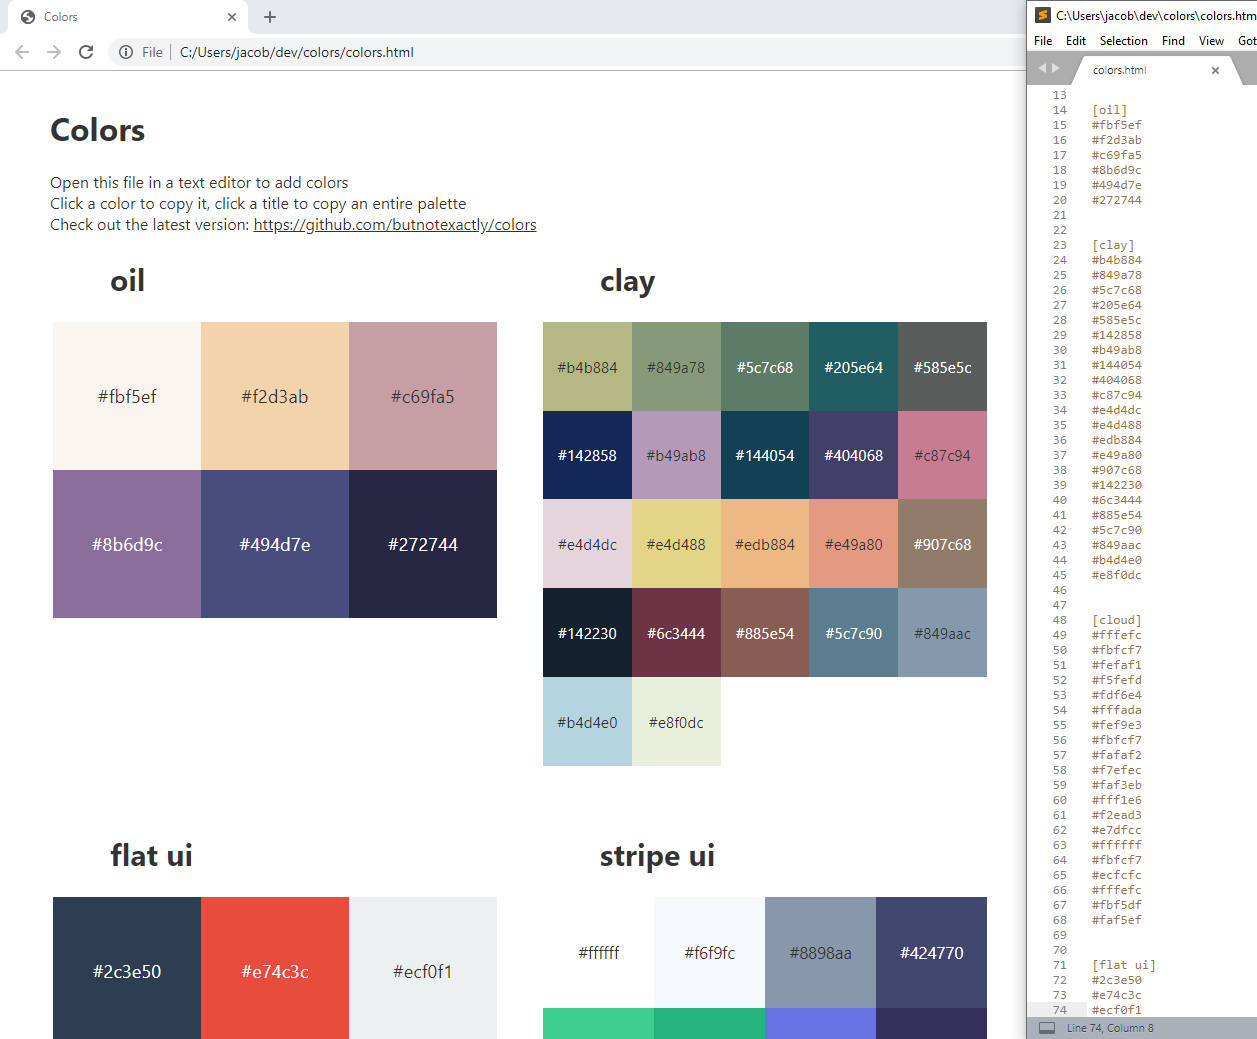 Colors
File
C:/Users/jacob/dev/colors/colors.html
Colors
Open this file in a text editor to add colors
Click a color to copy it, click a title to copy an entire palette
Check out the latest version: https://github.com/butnotexactly/colors
oil
#fbf5ef #f2d3ab #c69fa5
#8b6d9c #494d7e #272744
clay
#b4b884 #849a78 #5c7c68 #205e64 #585e5c
#142858 #b49ab8 #144054 #404068 #c87c94
#e4d4dc #e4d488 #edb884 #e49a80 #907c68
#142230 #6c3444 #885e54 #5c7c90 #849aac
#b4d4e0 #e8f0dc
flat ui
#2c3e50 #e74c3c #ecf0f1
stripe ui
#ffffff #f6f9fc #8898aa #424770
C:\Users\jacob\dev\colors\colors.htm
File Edit Selection Find View Got
colors.html
13
14 [oil]
15 #fbf5ef
16 #f2d3ab
17 #c69fa5
18 #8b6d9c
19 #494d7e
20 #272744
21
22
23 [clay]
24 #b4b884
25 #849a78
26 #5c7c68
27 #205e64
28 #585e5c
29 #142858
30 #b49ab8
31 #144054
32 #404068
33 #c87c94
34 #e4d4dc
35 #e4d488
36 #edb884
37 #e49a80
38 #907c68
39 #142230
40 #6c3444
41 #885e54
42 #5c7c90
43 #849aac
44 #b4d4e0
45 #e8f0dc
46
47
48 [cloud]
49 #fffefc
50 #fbfcf7
51 #fefaf1
52 #f5fefd
53 #fdf6e4
54 #fffada
55 #fef9e3
56 #fbfcf7
57 #fafaf2
58 #f7efec
59 #faf3eb
60 #fff1e6
61 #f2ead3
62 #e7dfcc
63 #ffffff
64 #fbfcf7
65 #ecfcfc
66 #fffefc
67 #fbf5df
68 #faf5ef
69
70
71 [flat ui]
72 #2c3e50
73 #e74c3c
74 #ecf0f1
Line 74, Column 8